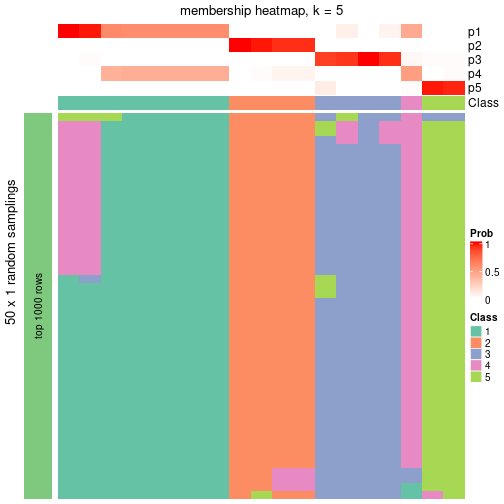 membership heatmap, k = 5
p1
p2
p3
p4
p5
Class
50 x 1 random samplings
top 1000 rows
Prob
1
0.5
0
Class
1
2
3
4
5